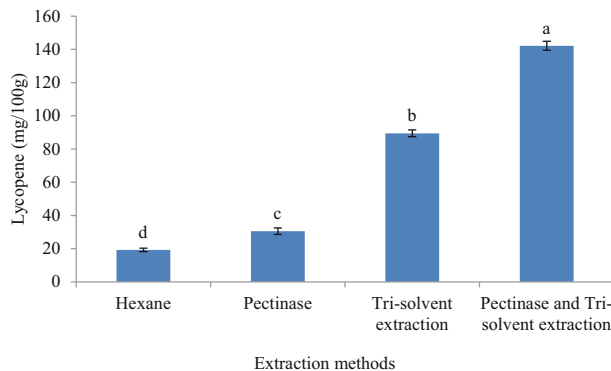 160
140
120
100
80
60
40
20
0
Lycopene (mg/100g)
d
c
b
a
Hexane
Pectinase
Tri-solvent
extraction
Pectinase and Tri-
solvent extraction
Extraction methods